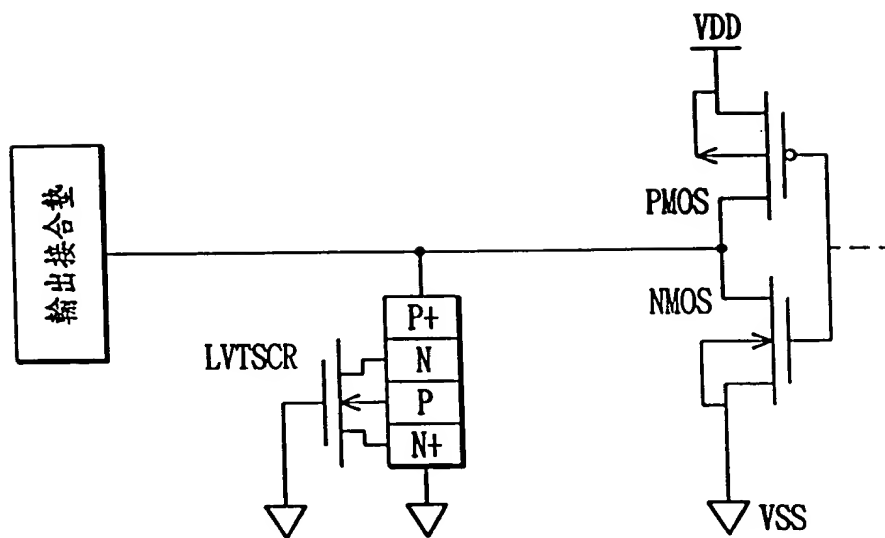 VDD
輸出接合墊
PMOS
NMOS
LVTSCR
P+
N
P
N+
VSS